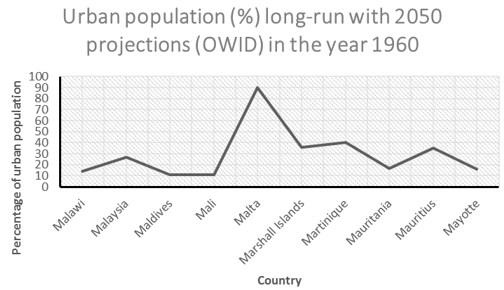 Urban population (%) long-run with 2050
projections (OWID) in the year 1960
Percentage of urban population
100
90
80
70
60
50
40
30
20
10
0
Malawi
Malaysia
Maldives
Mali
Malta
Marshall Islands
Martinique
Mauritania
Mauritius
Mayotte
Country